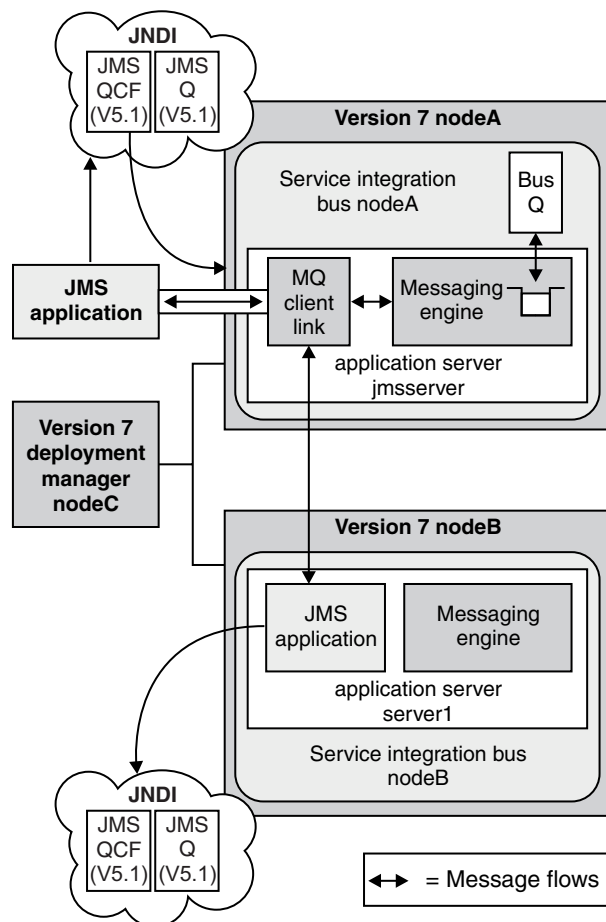 JNDI
JMS
QCF
(V5.1)
JMS
Q
(V5.1)
Version 7 nodeA
Service integration
bus nodeA
Bus
Q
JMS
application
MQ
client
link
Messaging
engine
application server
jmsserver
Version 7
deployment
manager
nodeC
Version 7 nodeB
JMS
application
Messaging
engine
application server
server1
Service integration bus
nodeB
JNDI
JMS
QCF
(V5.1)
JMS
Q
(V5.1)
= Message flows